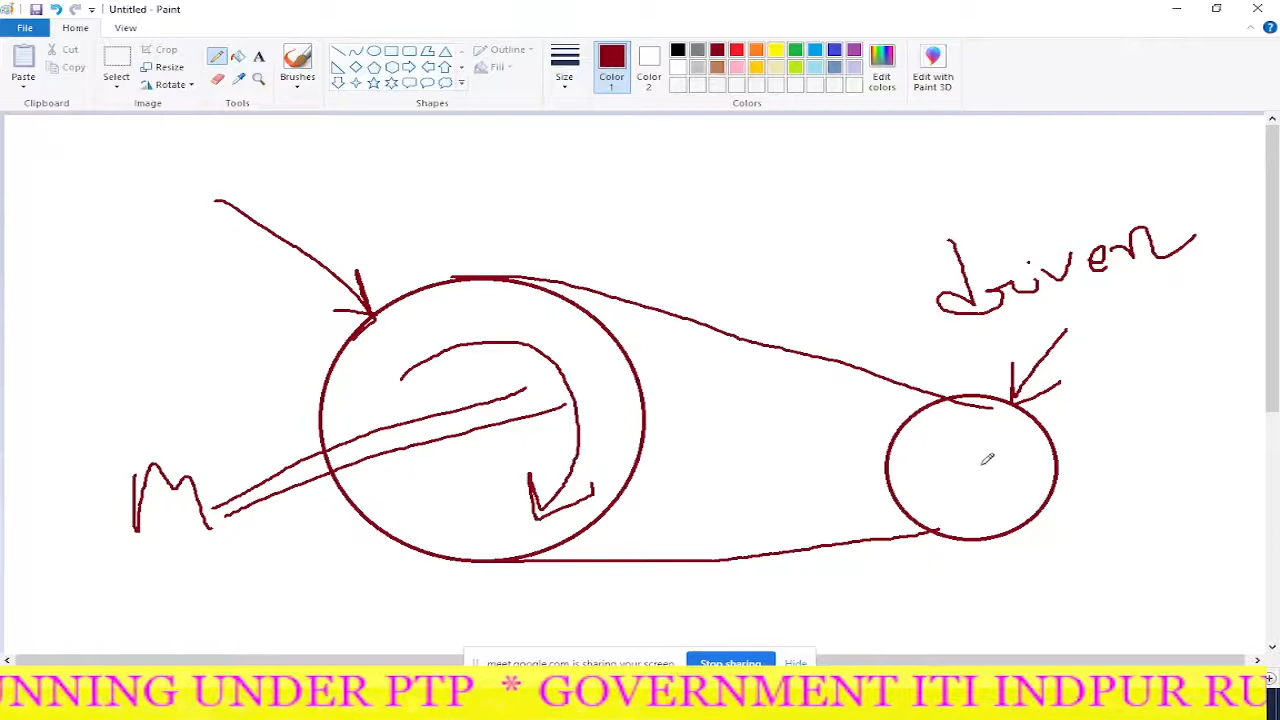 Untitled - Paint
File Home View
Paste
Cut
Copy
Clipboard
Select
Crop
Resize
Rotate
Image
Tools
Brushes
Shapes
Outline
Fill
Size
Color 1
Color 2
Edit colors
Colors
Edit with Paint 3D
driven
M
meet.google.com is sharing your screen. Stop sharing Hide
UNNING UNDER PTP * GOVERNMENT ITI INDPUR RU